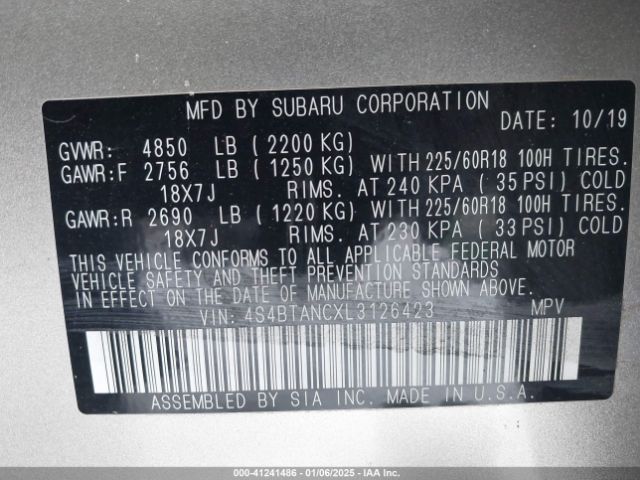 MFD BY SUBARU CORPORATION
DATE: 10/19
GVWR: 4850 LB ( 2200 KG)
GAWR:F 2756 LB ( 1250 KG) WITH 225/60R18 100H TIRES.
18X7J RIMS. AT 240 KPA ( 35 PSI) COLD
GAWR:R 2690 LB ( 1220 KG) WITH 225/60R18 100H TIRES.
18X7J RIMS. AT 230 KPA ( 33 PSI) COLD
THIS VEHICLE CONFORMS TO ALL APPLICABLE FEDERAL MOTOR
VEHICLE SAFETY AND THEFT PREVENTION STANDARDS
IN EFFECT ON THE DATE OF MANUFACTURE SHOWN ABOVE.
VIN: 4S4BTANCXL3126423 MPV
ASSEMBLED BY SIA INC. MADE IN U.S.A.
000-41241486 - 01/06/2025 - IAA Inc.